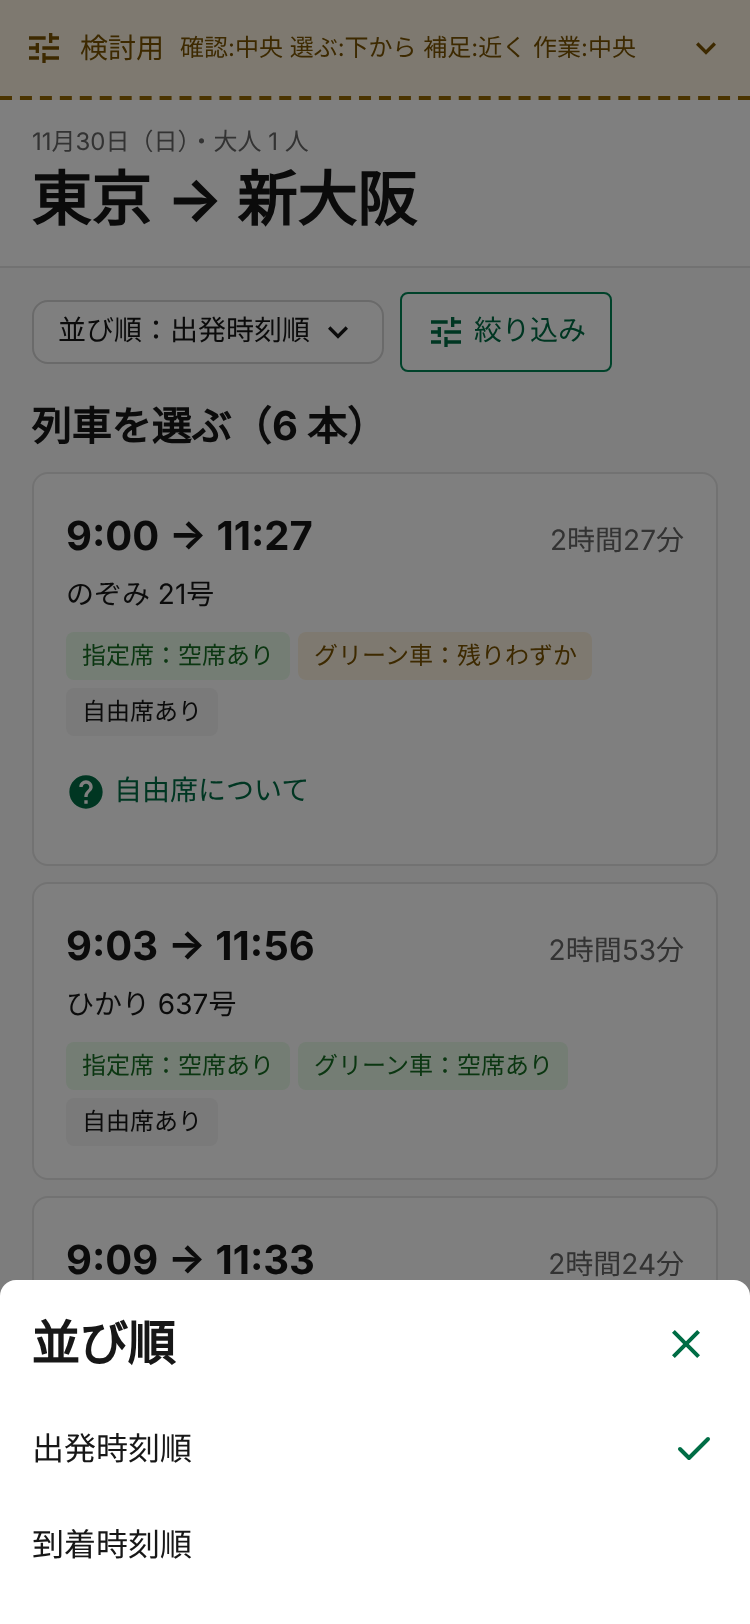 検討用 確認:中央 選ぶ:下から 補足:近く 作業:中央
11月30日（日）・大人 1 人
東京 → 新大阪
並び順：出発時刻順
絞り込み
列車を選ぶ（6 本）
9:00 → 11:27 2時間27分
のぞみ 21号
指定席：空席あり グリーン車：残りわずか
自由席あり
自由席について
9:03 → 11:56 2時間53分
ひかり 637号
指定席：空席あり グリーン車：空席あり
自由席あり
9:09 → 11:33 2時間24分
並び順
出発時刻順
到着時刻順